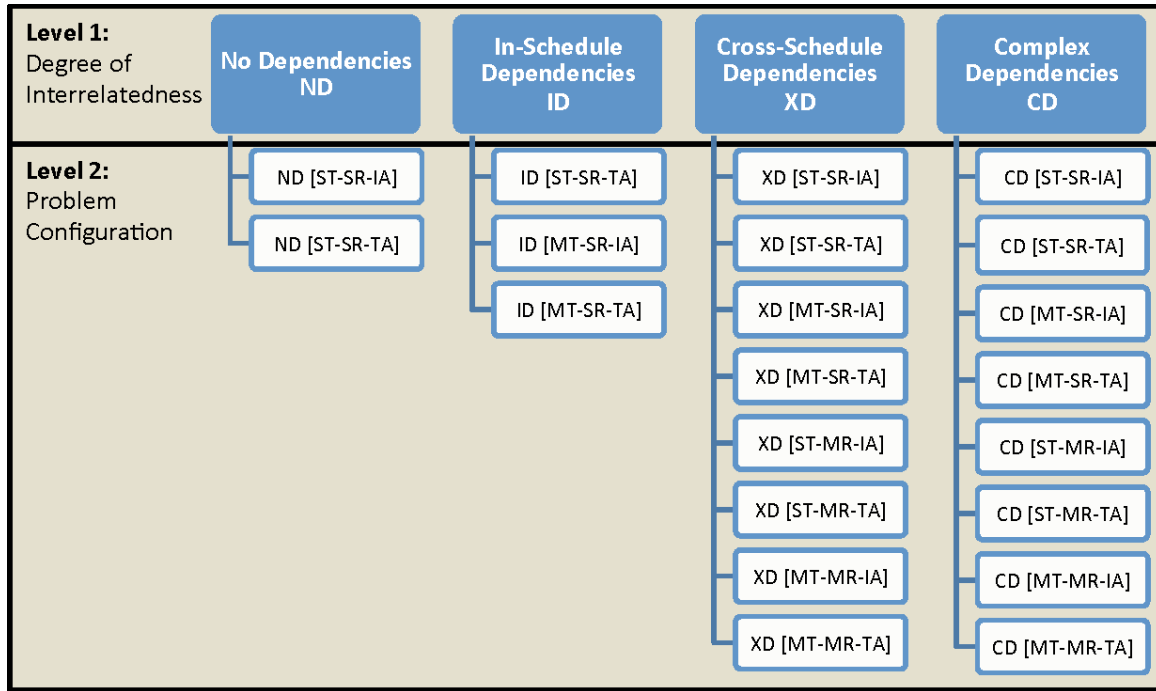 Level 1:
Degree of
Interrelatedness
No Dependencies
ND
In-Schedule
Dependencies
ID
Cross-Schedule
Dependencies
XD
Complex
Dependencies
CD
Level 2:
Problem
Configuration
ND [ST-SR-IA]
ND [ST-SR-TA]
ID [ST-SR-TA]
ID [MT-SR-IA]
ID [MT-SR-TA]
XD [ST-SR-IA]
XD [ST-SR-TA]
XD [MT-SR-IA]
XD [MT-SR-TA]
XD [ST-MR-IA]
XD [ST-MR-TA]
XD [MT-MR-IA]
XD [MT-MR-TA]
CD [ST-SR-IA]
CD [ST-SR-TA]
CD [MT-SR-IA]
CD [MT-SR-TA]
CD [ST-MR-IA]
CD [ST-MR-TA]
CD [MT-MR-IA]
CD [MT-MR-TA]